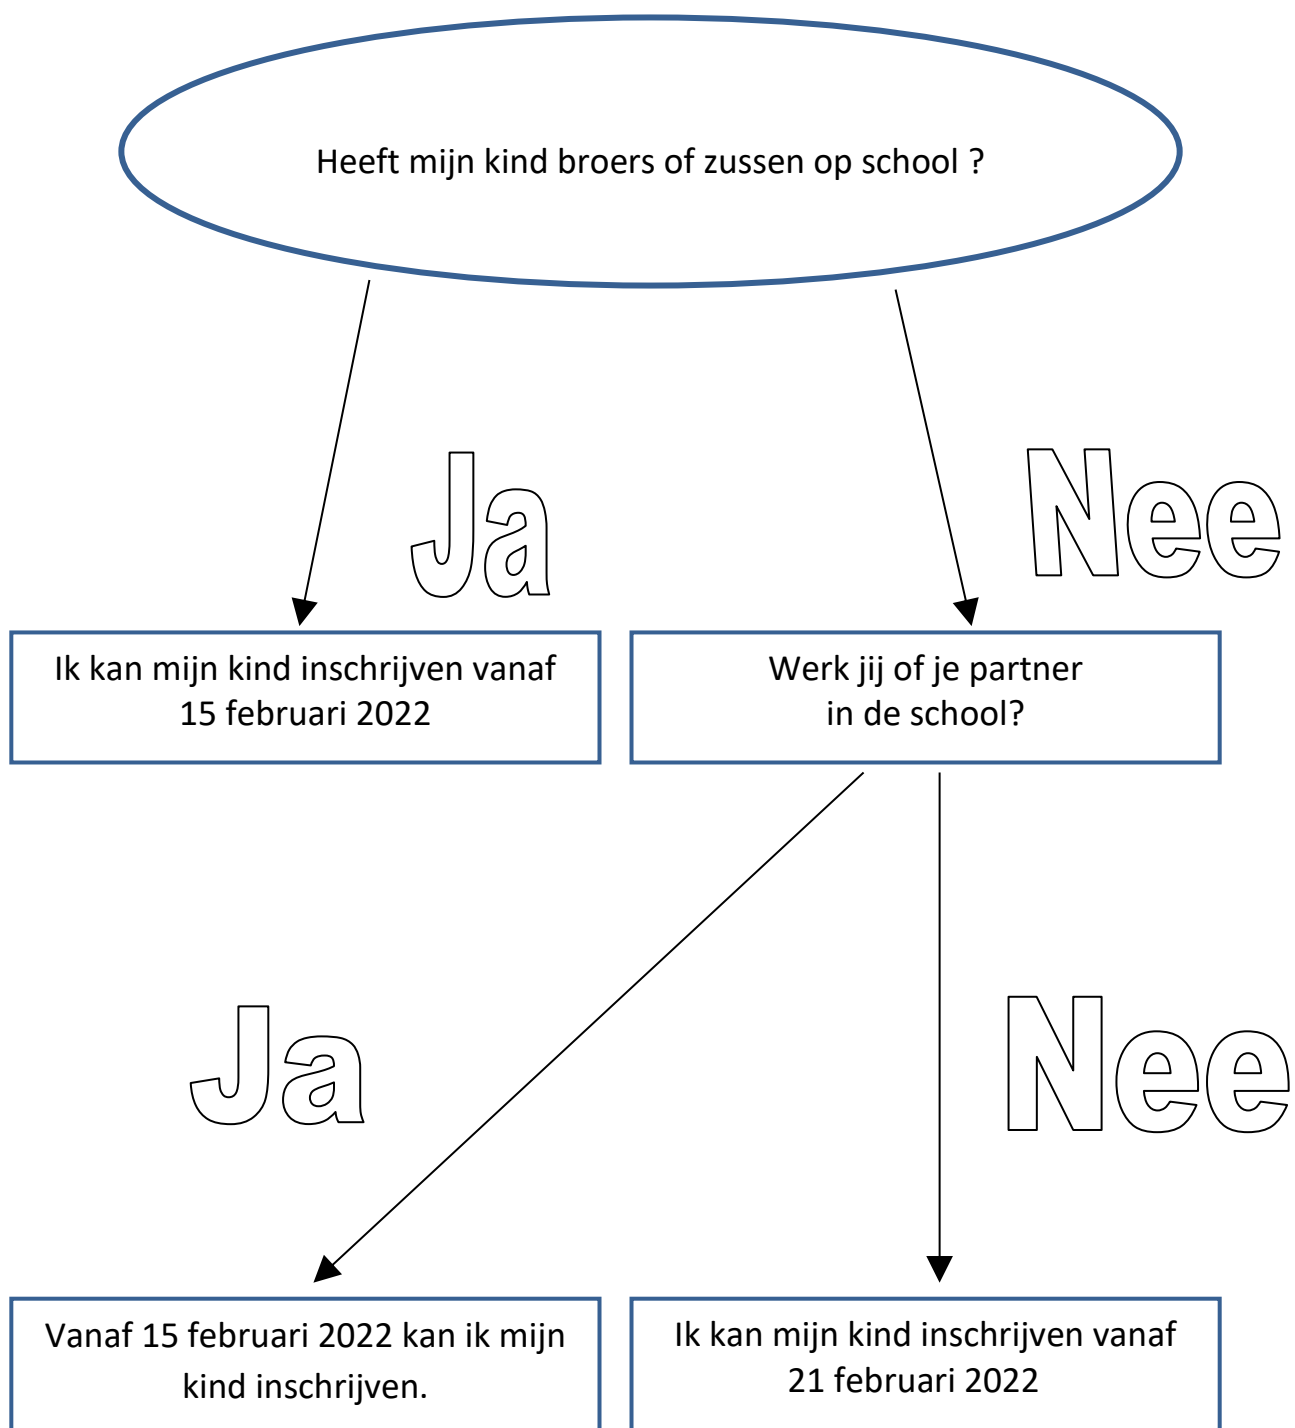 Heeft mijn kind broers of zussen op school ?
Ja
Nee
Ik kan mijn kind inschrijven vanaf
15 februari 2022
Werk jij of je partner
in de school?
Ja
Nee
Vanaf 15 februari 2022 kan ik mijn
kind inschrijven.
Ik kan mijn kind inschrijven vanaf
21 februari 2022